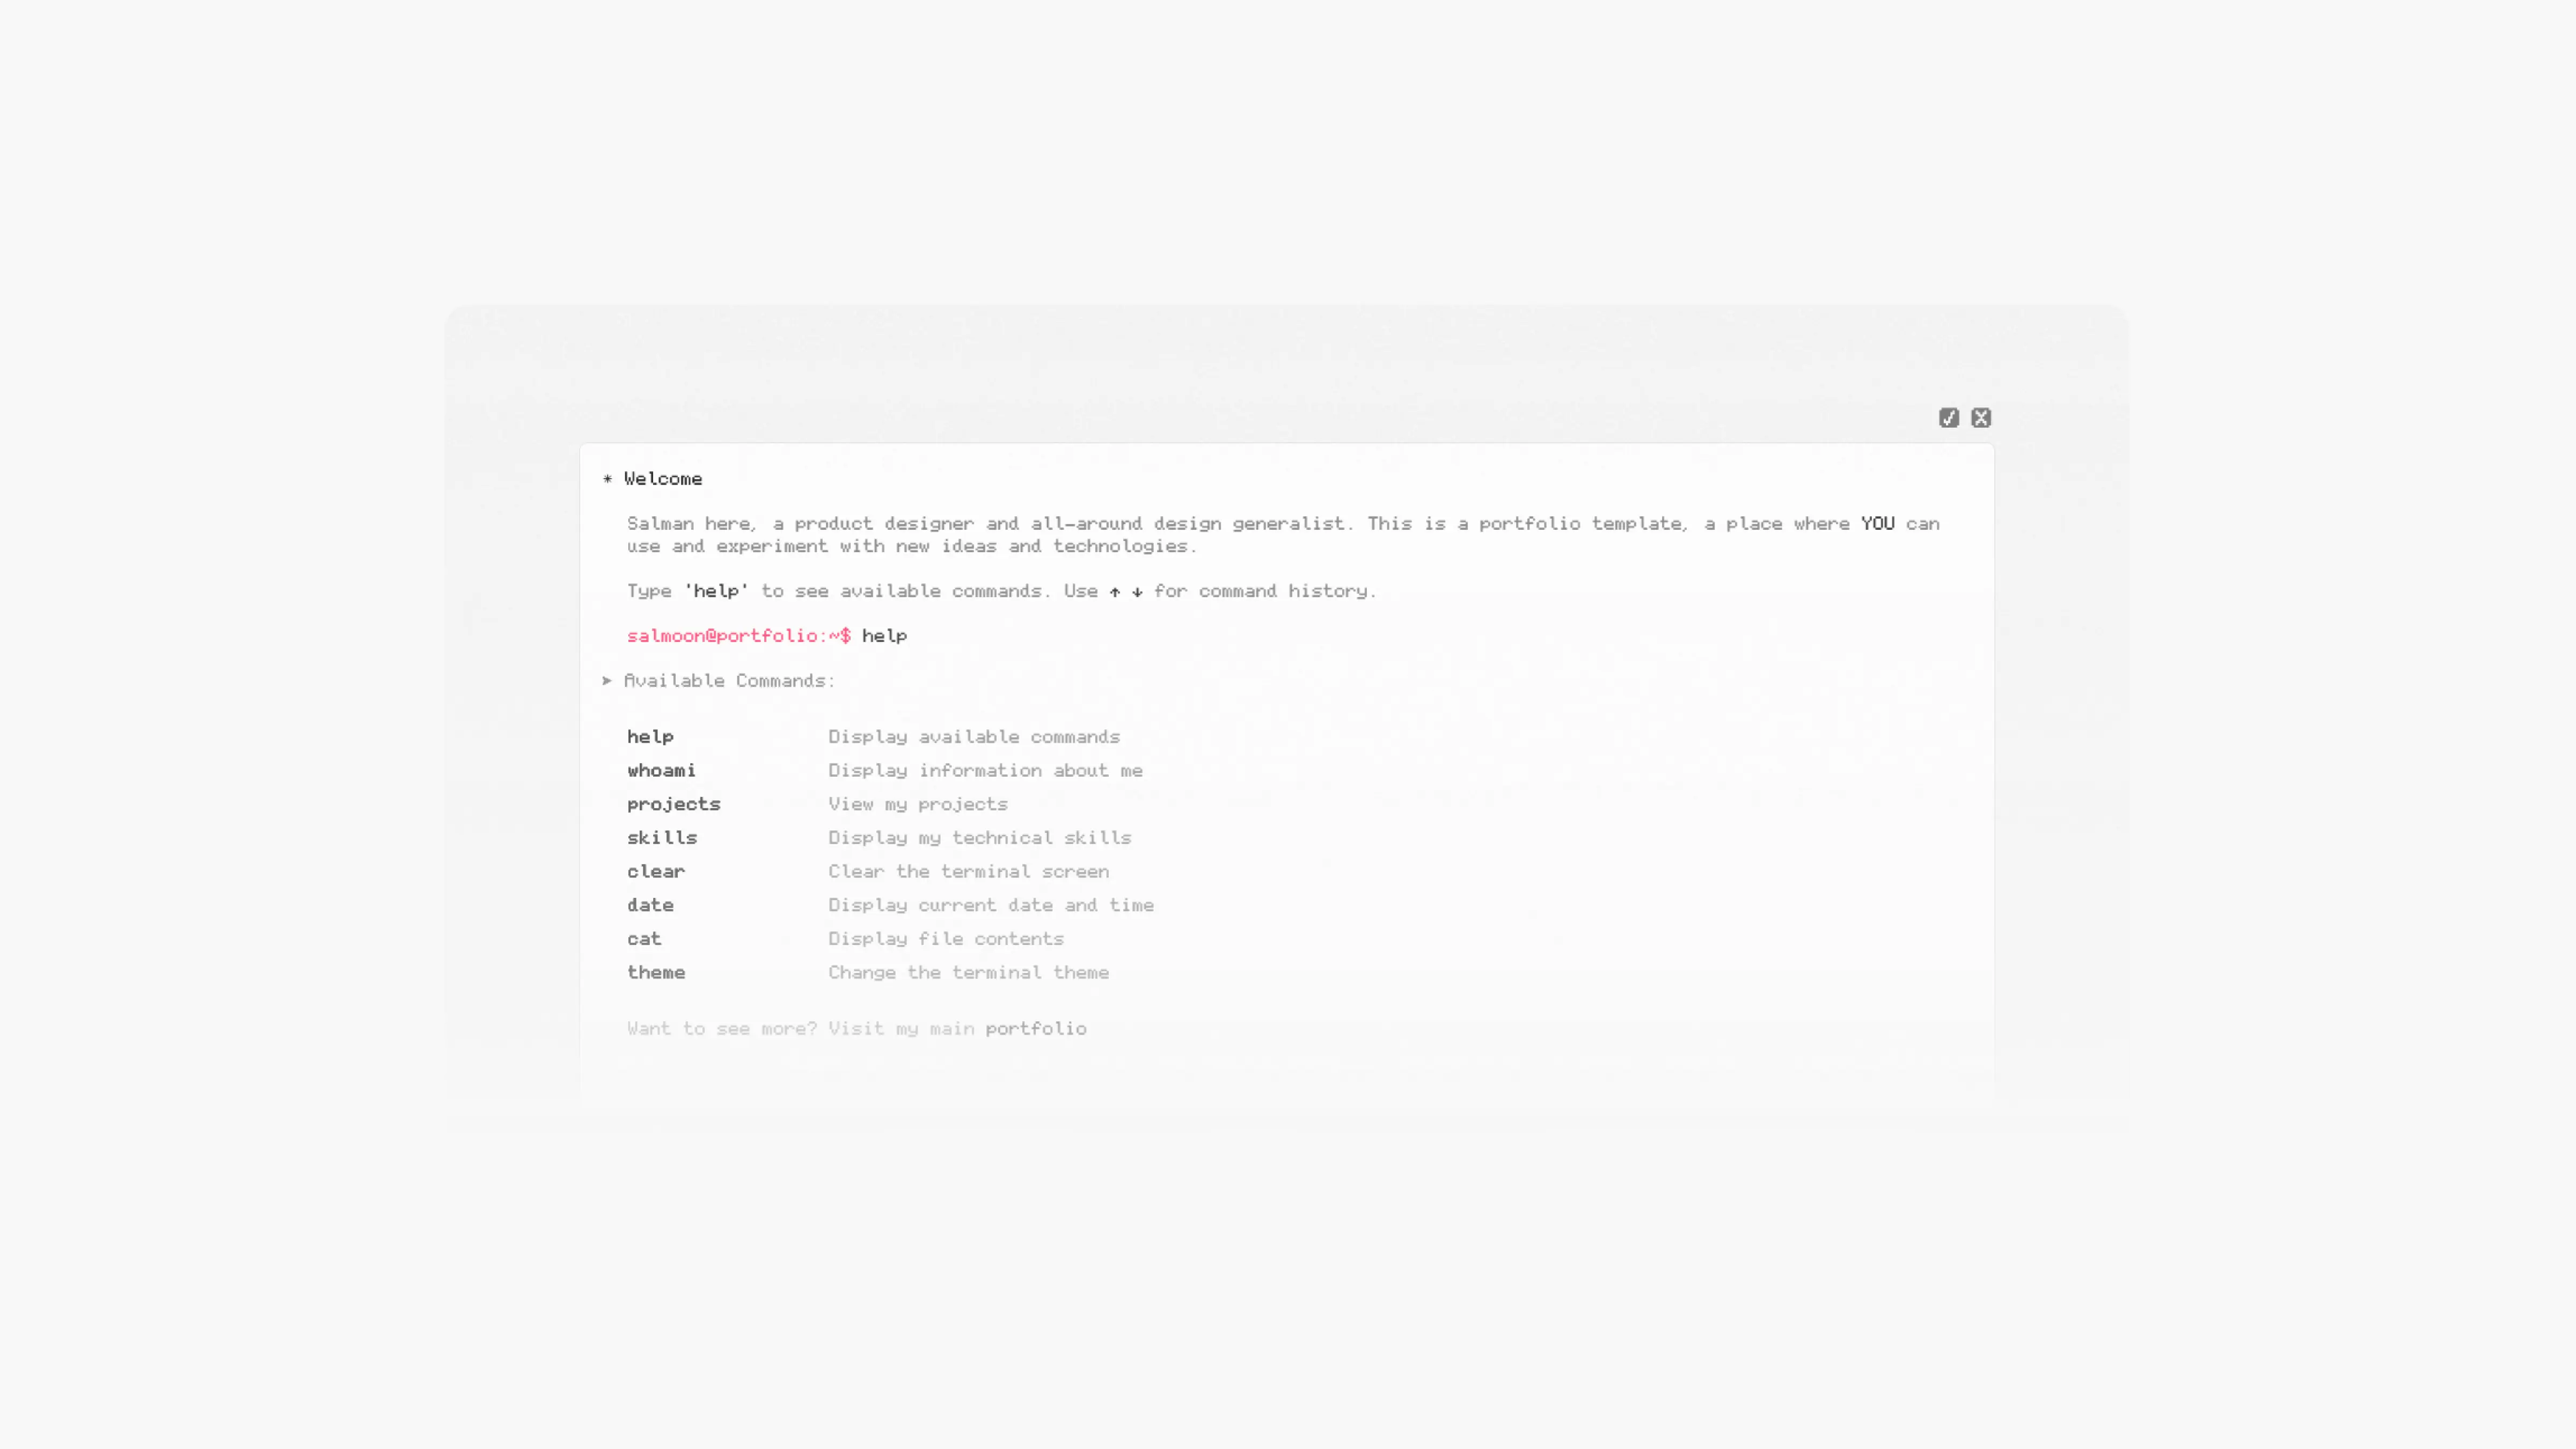 * Welcome
Salman here, a product designer and all-around design generalist. This is a portfolio template, a place where YOU can
use and experiment with new ideas and technologies.
Type 'help' to see available commands. Use ↑ ↓ for command history.
salmoon@portfolio:~$ help
➤ Available Commands:
help Display available commands
whoami Display information about me
projects View my projects
skills Display my technical skills
clear Clear the terminal screen
date Display current date and time
cat Display file contents
theme Change the terminal theme
Want to see more? Visit my main portfolio